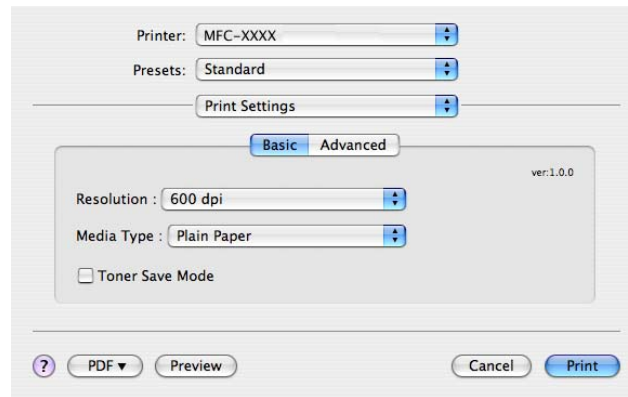 Printer: MFC-XXXX
Presets: Standard
Print Settings
Basic Advanced
ver:1.0.0
Resolution : 600 dpi
Media Type : Plain Paper
Toner Save Mode
? PDF ▼ Preview Cancel Print